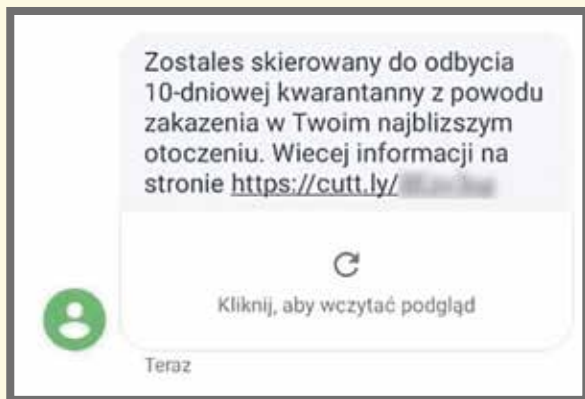 Zostales skierowany do odbycia
10-dniowej kwarantanny z powodu
zakazenia w Twoim najblizszym
otoczeniu. Wiecej informacji na
stronie https://cutt.ly/
Kliknij, aby wczytać podgląd
Teraz